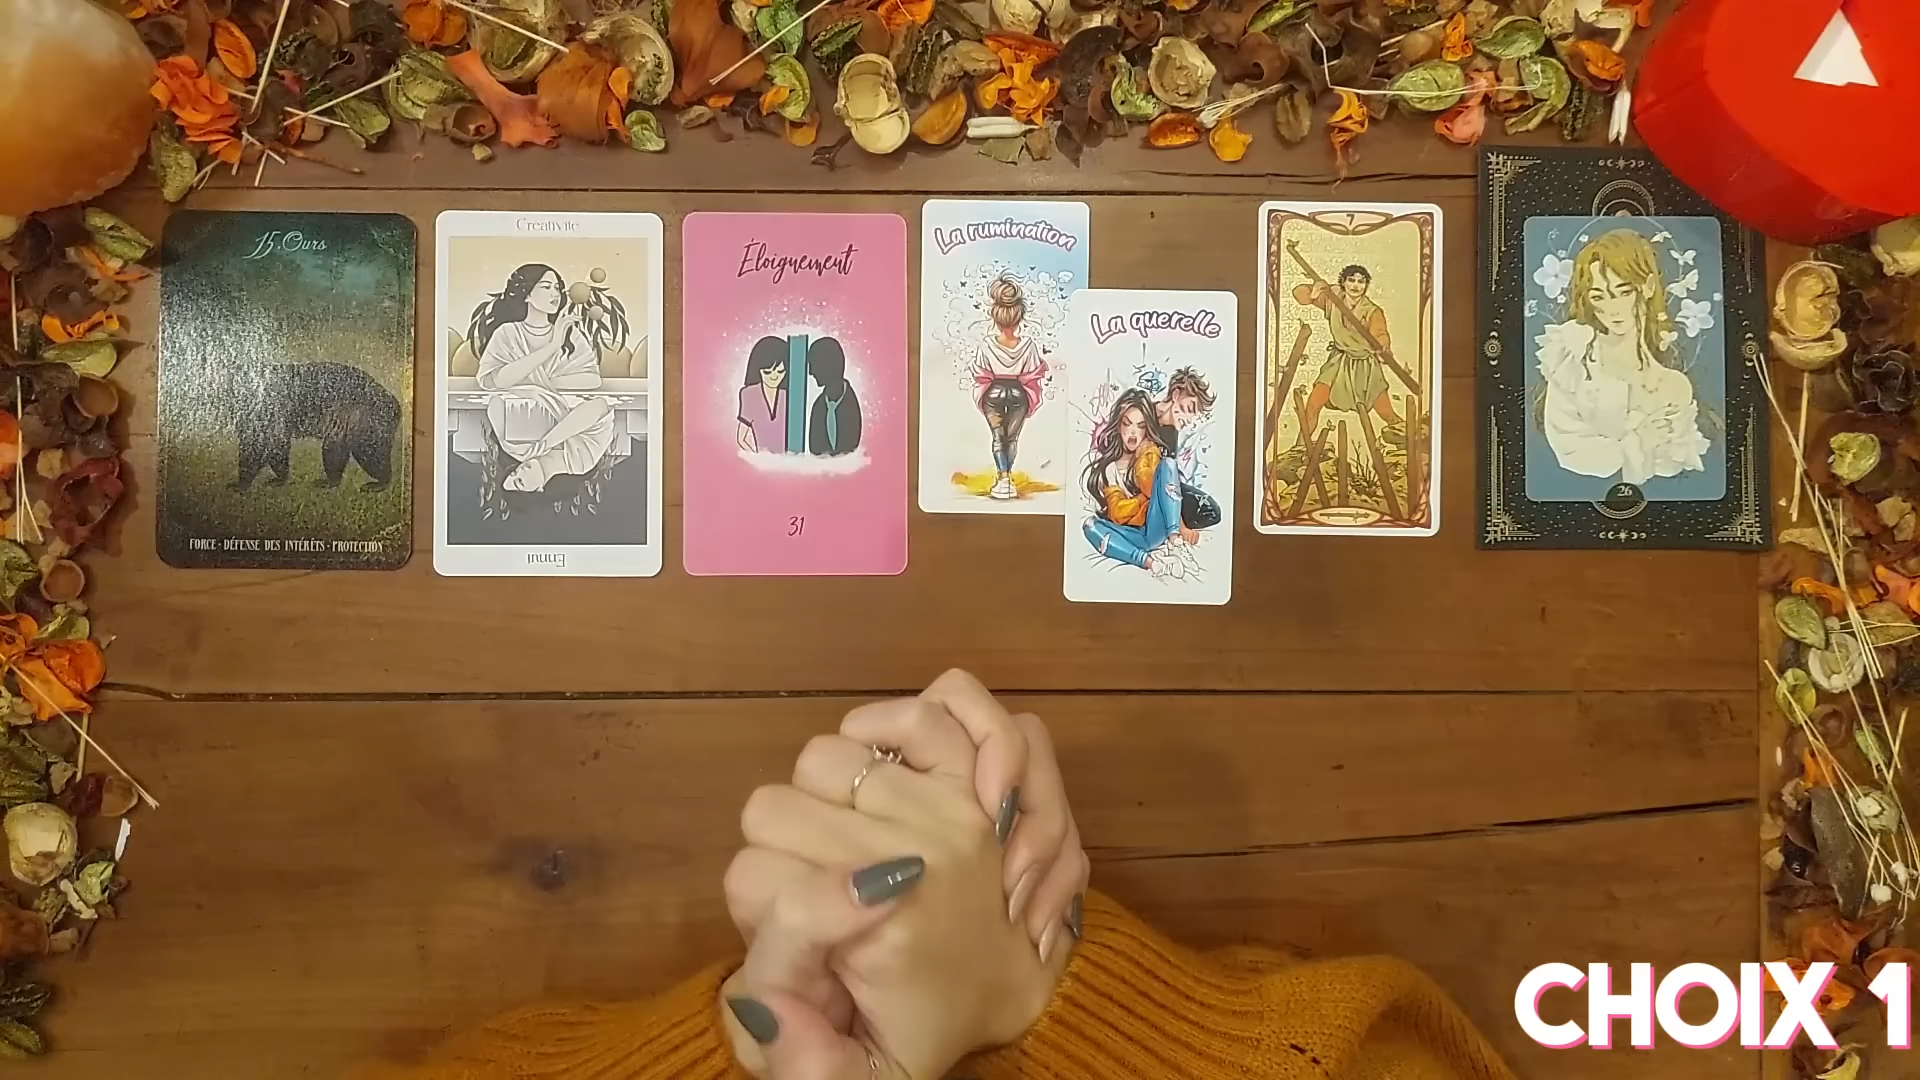 15.Ours
FORCE · DÉFENSE DES INTÉRÊTS · PROTECTION
Créativité
Ennui
Éloignement
31
La rumination
La querelle
7
26
CHOIX 1